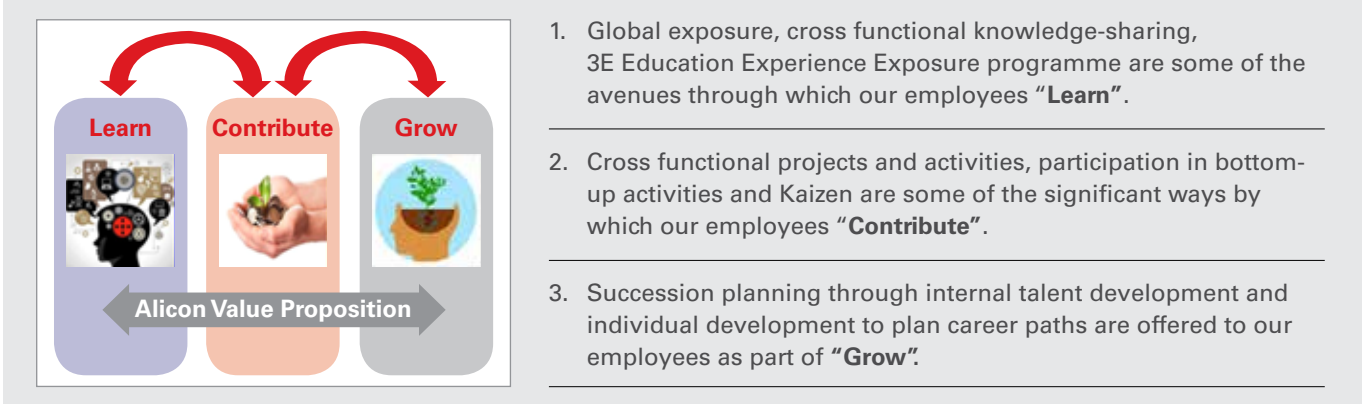 Learn
Contribute
Grow
Alicon Value Proposition
1. Global exposure, cross functional knowledge-sharing,
3E Education Experience Exposure programme are some of the
avenues through which our employees “Learn”.
2. Cross functional projects and activities, participation in bottom-
up activities and Kaizen are some of the significant ways by
which our employees “Contribute”.
3. Succession planning through internal talent development and
individual development to plan career paths are offered to our
employees as part of “Grow”.